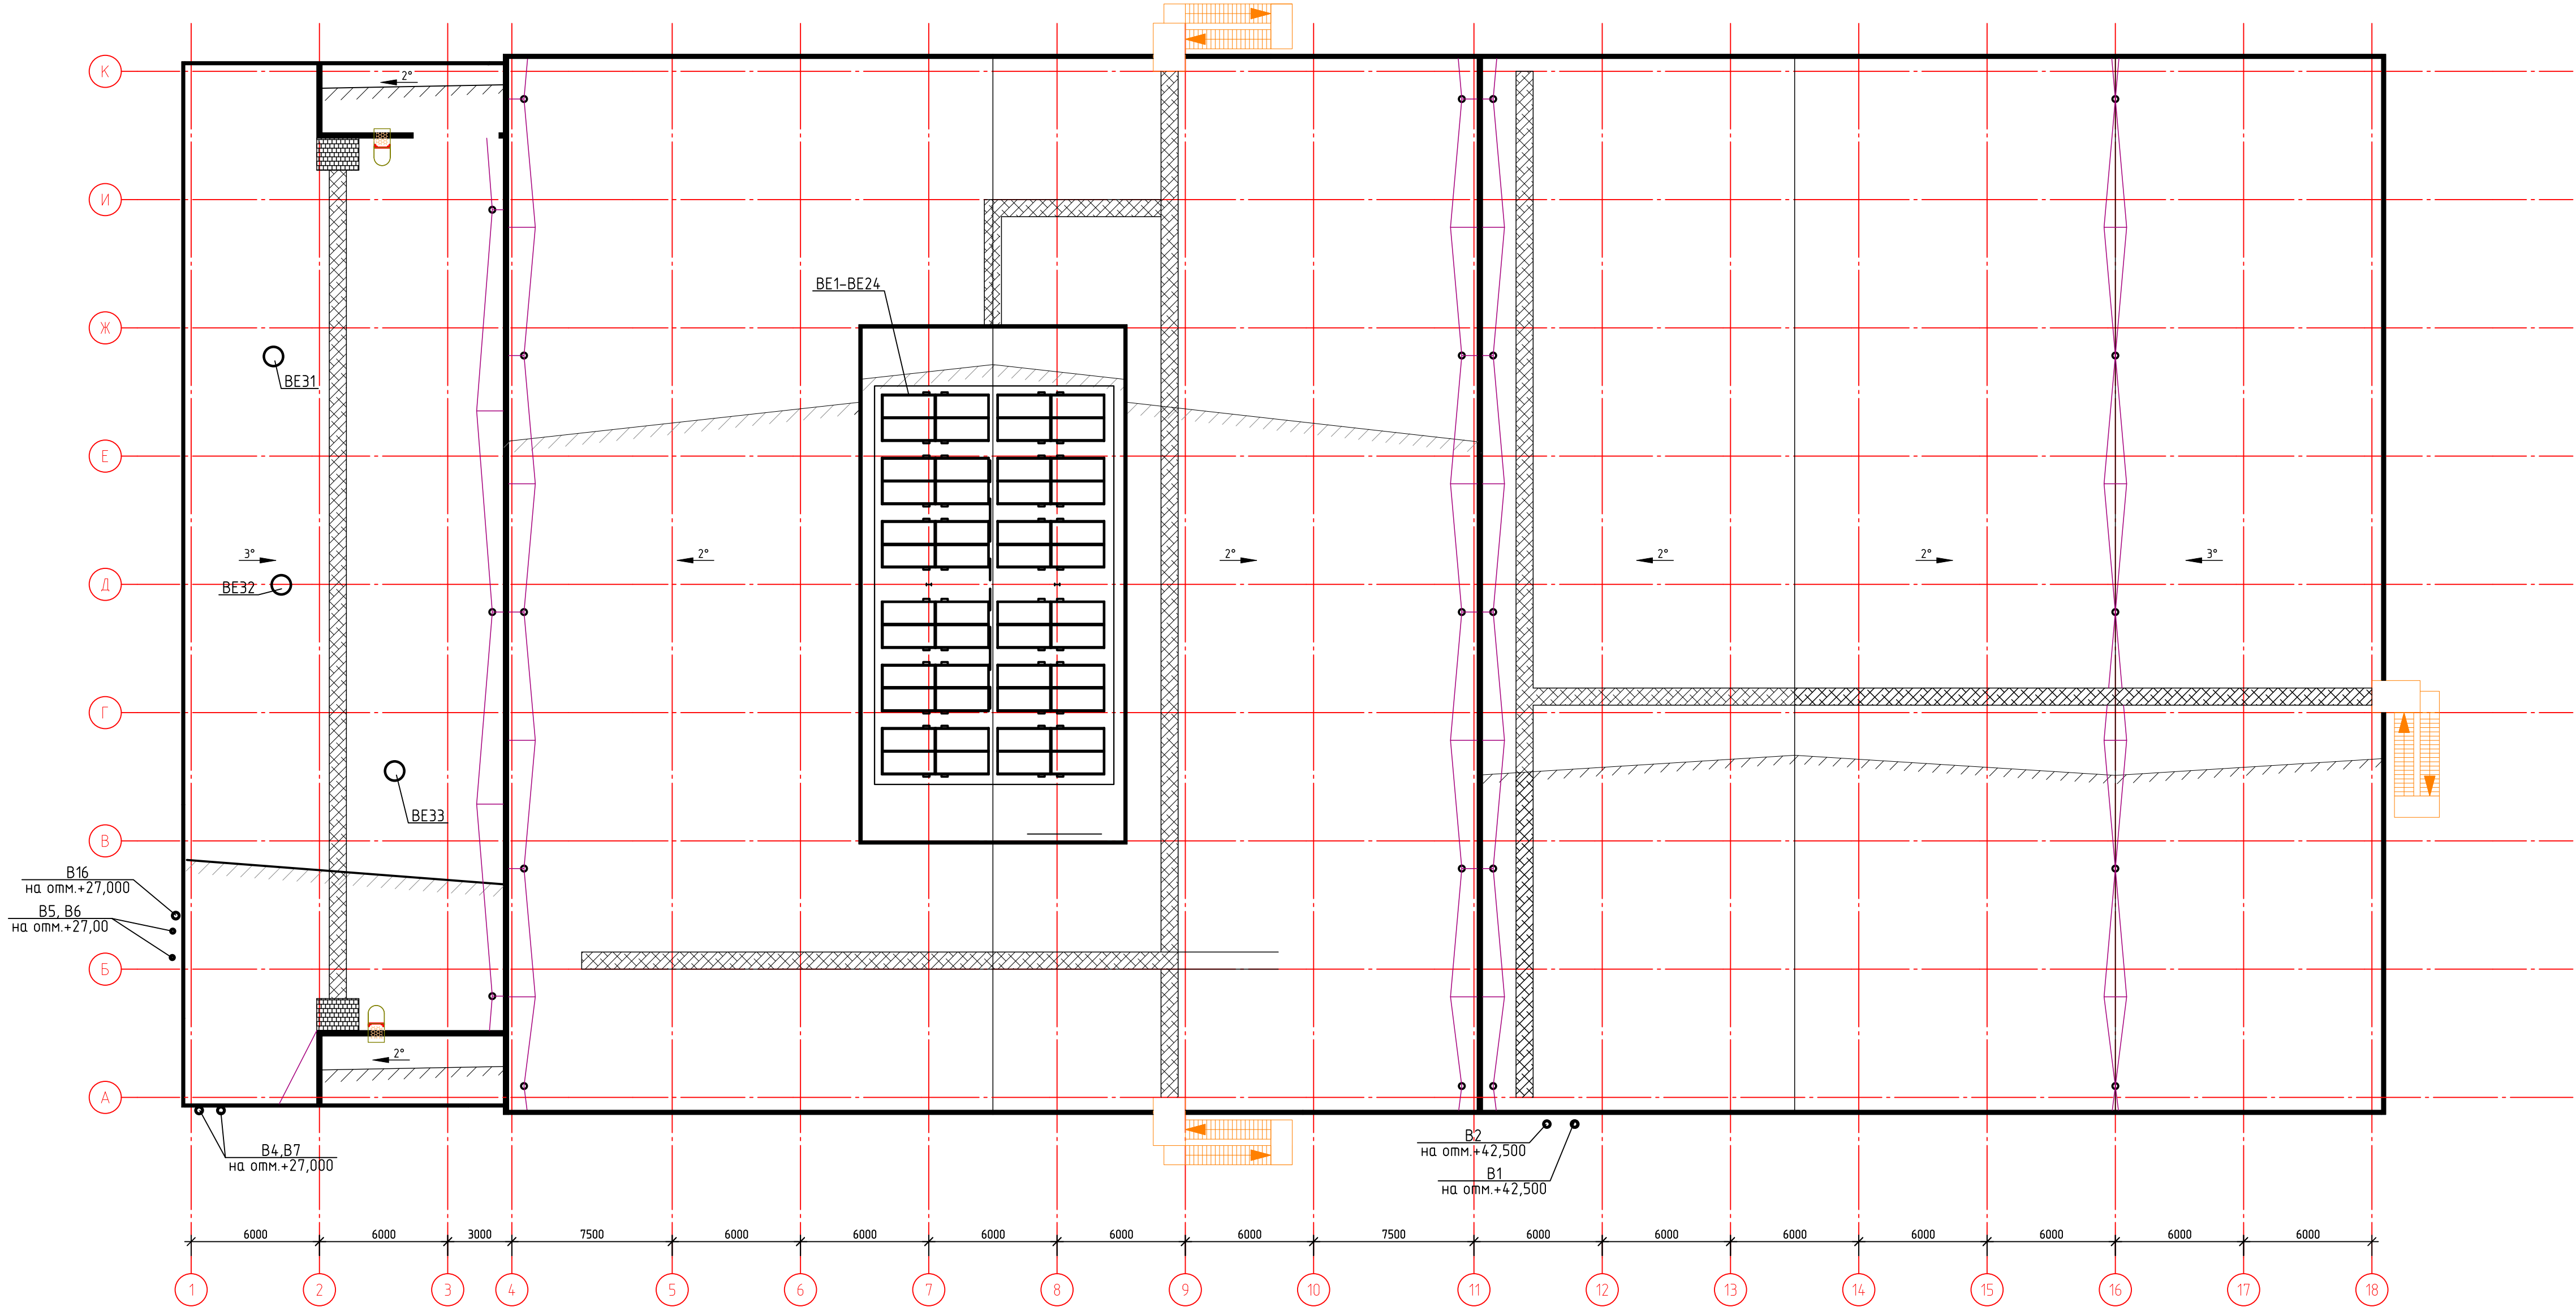 К
2°
И
ВЕ1-ВЕ24
Ж
ВЕ31
Е
3°
2°
2°
2°
2°
3°
Д
ВЕ32
Г
ВЕ33
В
В16
на отм.+27,000
В5, В6
на отм.+27,00
Б
2°
А
В4,В7
на отм.+27,000
В2
на отм.+42,500
В1
на отм.+42,500
6000 6000 3000 7500 6000 6000 6000 6000 6000 7500 6000 6000 6000 6000 6000 6000 6000
1 2 3 4 5 6 7 8 9 10 11 12 13 14 15 16 17 18